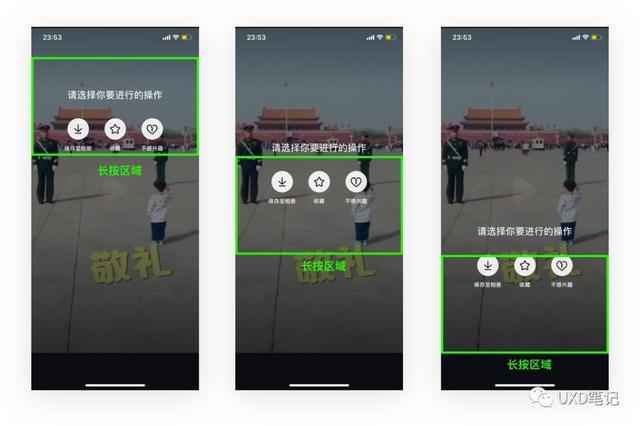 23:53
请选择你要进行的操作
保存至相册 收藏 不感兴趣
长按区域
敬礼
23:53
请选择你要进行的操作
保存至相册 收藏 不感兴趣
长按区域
敬礼
23:53
请选择你要进行的操作
敬礼
保存至相册 收藏 不感兴趣
长按区域
UXD笔记